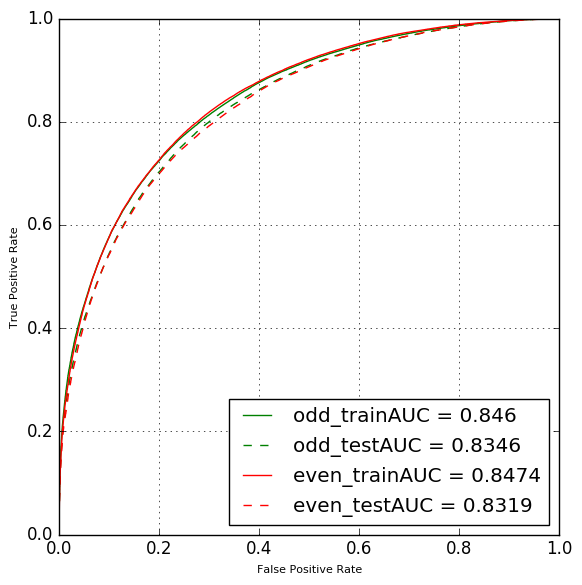 1.0
0.8
0.6
0.4
0.2
0.0
True Positive Rate
odd_trainAUC = 0.846
odd_testAUC = 0.8346
even_trainAUC = 0.8474
even_testAUC = 0.8319
0.0 0.2 0.4 0.6 0.8 1.0
False Positive Rate